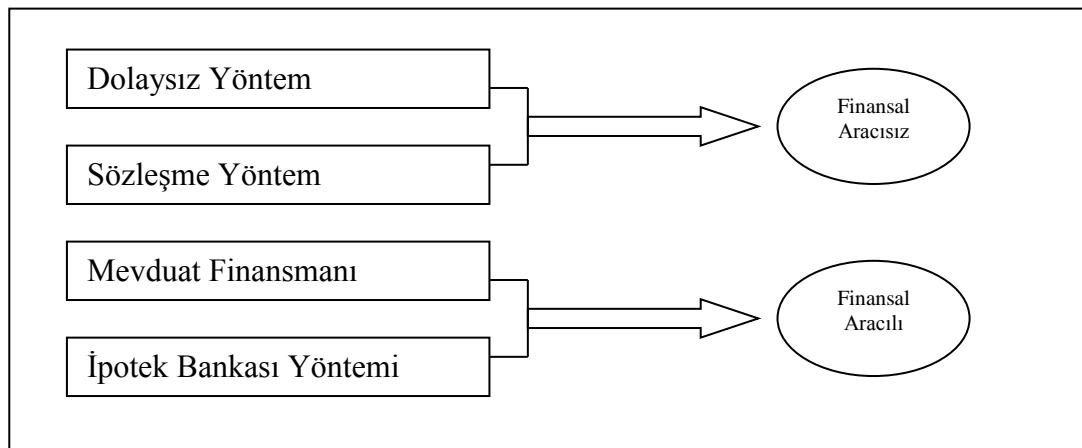 Dolaysız Yöntem
Sözleşme Yöntem
Finansal
Aracısız
Mevduat Finansmanı
İpotek Bankası Yöntemi
Finansal
Aracılı